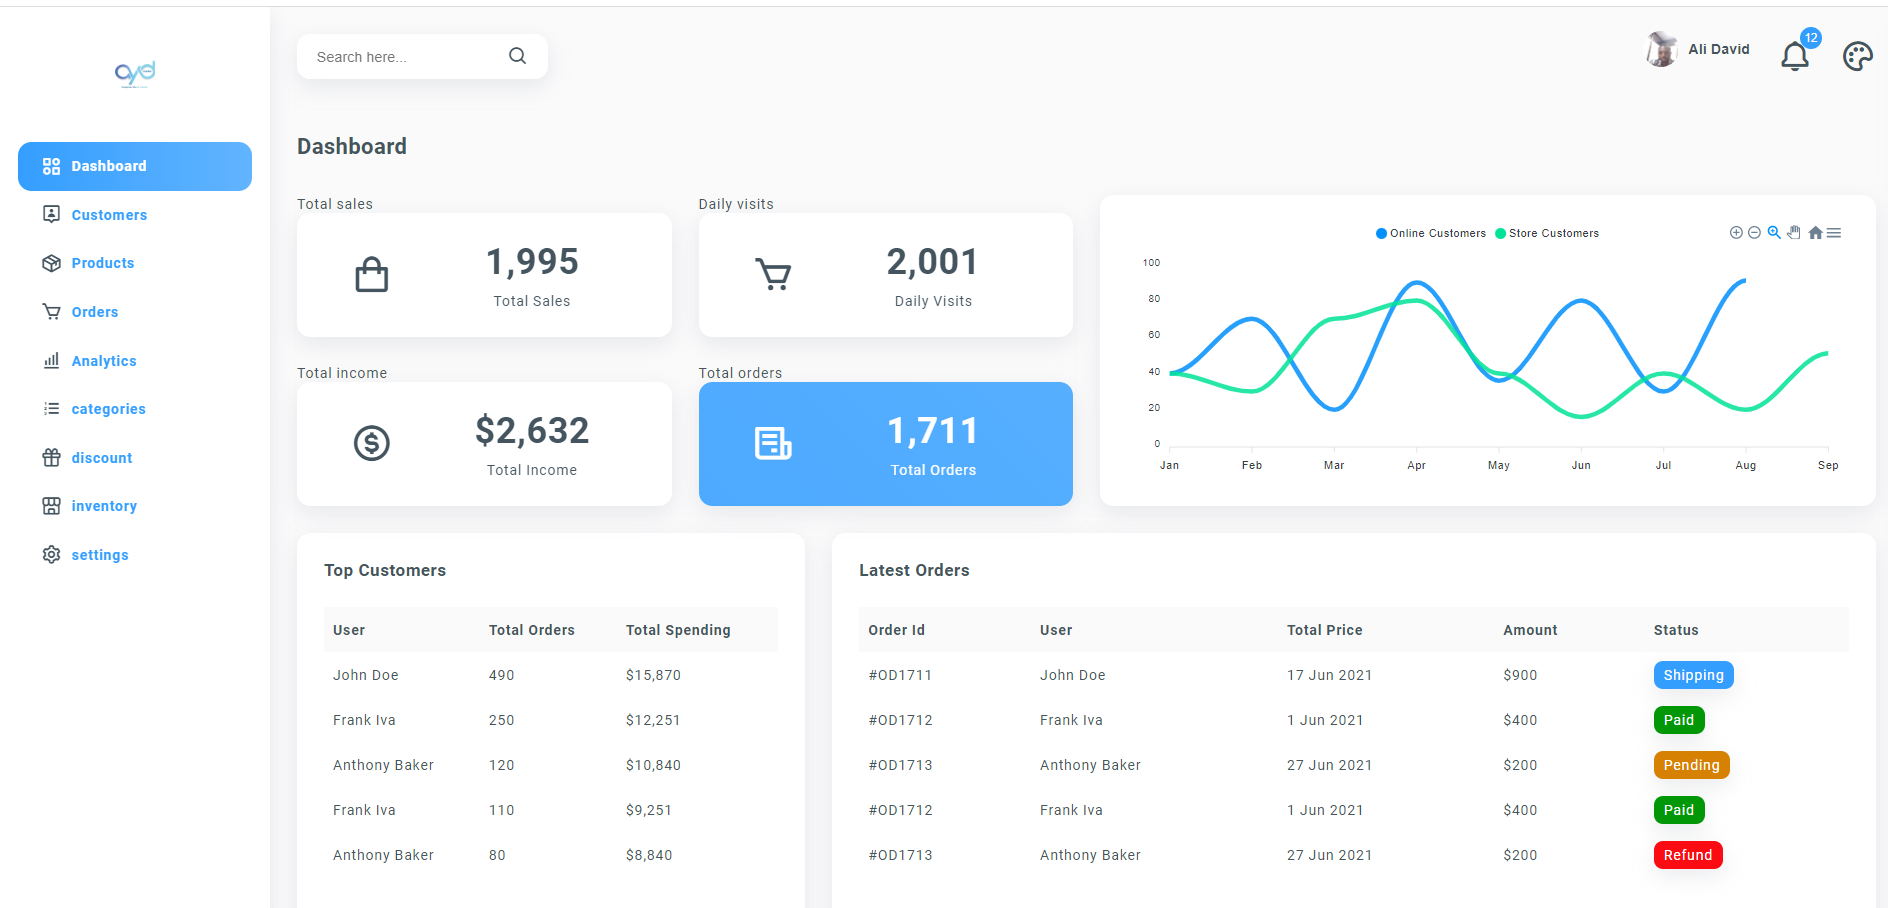 Search here...
Ali David
12
ayd
Dashboard
Customers
Products
Orders
Analytics
categories
discount
inventory
settings
Dashboard
Total sales
1,995
Total Sales
Daily visits
2,001
Daily Visits
Total income
$2,632
Total Income
Total orders
1,711
Total Orders
Online Customers Store Customers
100
80
60
40
20
0
Jan Feb Mar Apr May Jun Jul Aug Sep
Top Customers
User Total Orders Total Spending
John Doe 490 $15,870
Frank Iva 250 $12,251
Anthony Baker 120 $10,840
Frank Iva 110 $9,251
Anthony Baker 80 $8,840
Latest Orders
Order Id User Total Price Amount Status
#OD1711 John Doe 17 Jun 2021 $900 Shipping
#OD1712 Frank Iva 1 Jun 2021 $400 Paid
#OD1713 Anthony Baker 27 Jun 2021 $200 Pending
#OD1712 Frank Iva 1 Jun 2021 $400 Paid
#OD1713 Anthony Baker 27 Jun 2021 $200 Refund